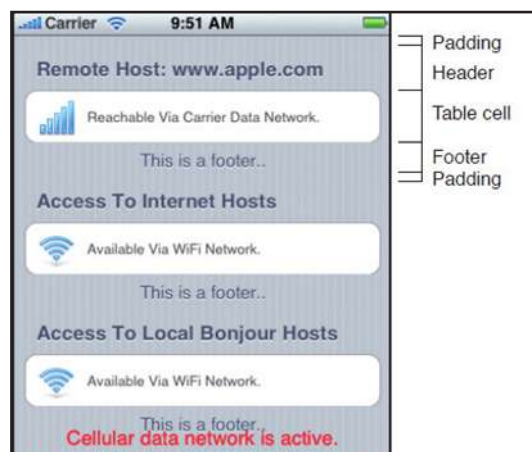 Carrier 9:51 AM
Padding
Remote Host: www.apple.com
Header
Reachable Via Carrier Data Network.
Table cell
This is a footer..
Footer
Padding
Access To Internet Hosts
Available Via WiFi Network.
This is a footer..
Access To Local Bonjour Hosts
Available Via WiFi Network.
This is a footer..
Cellular data network is active.